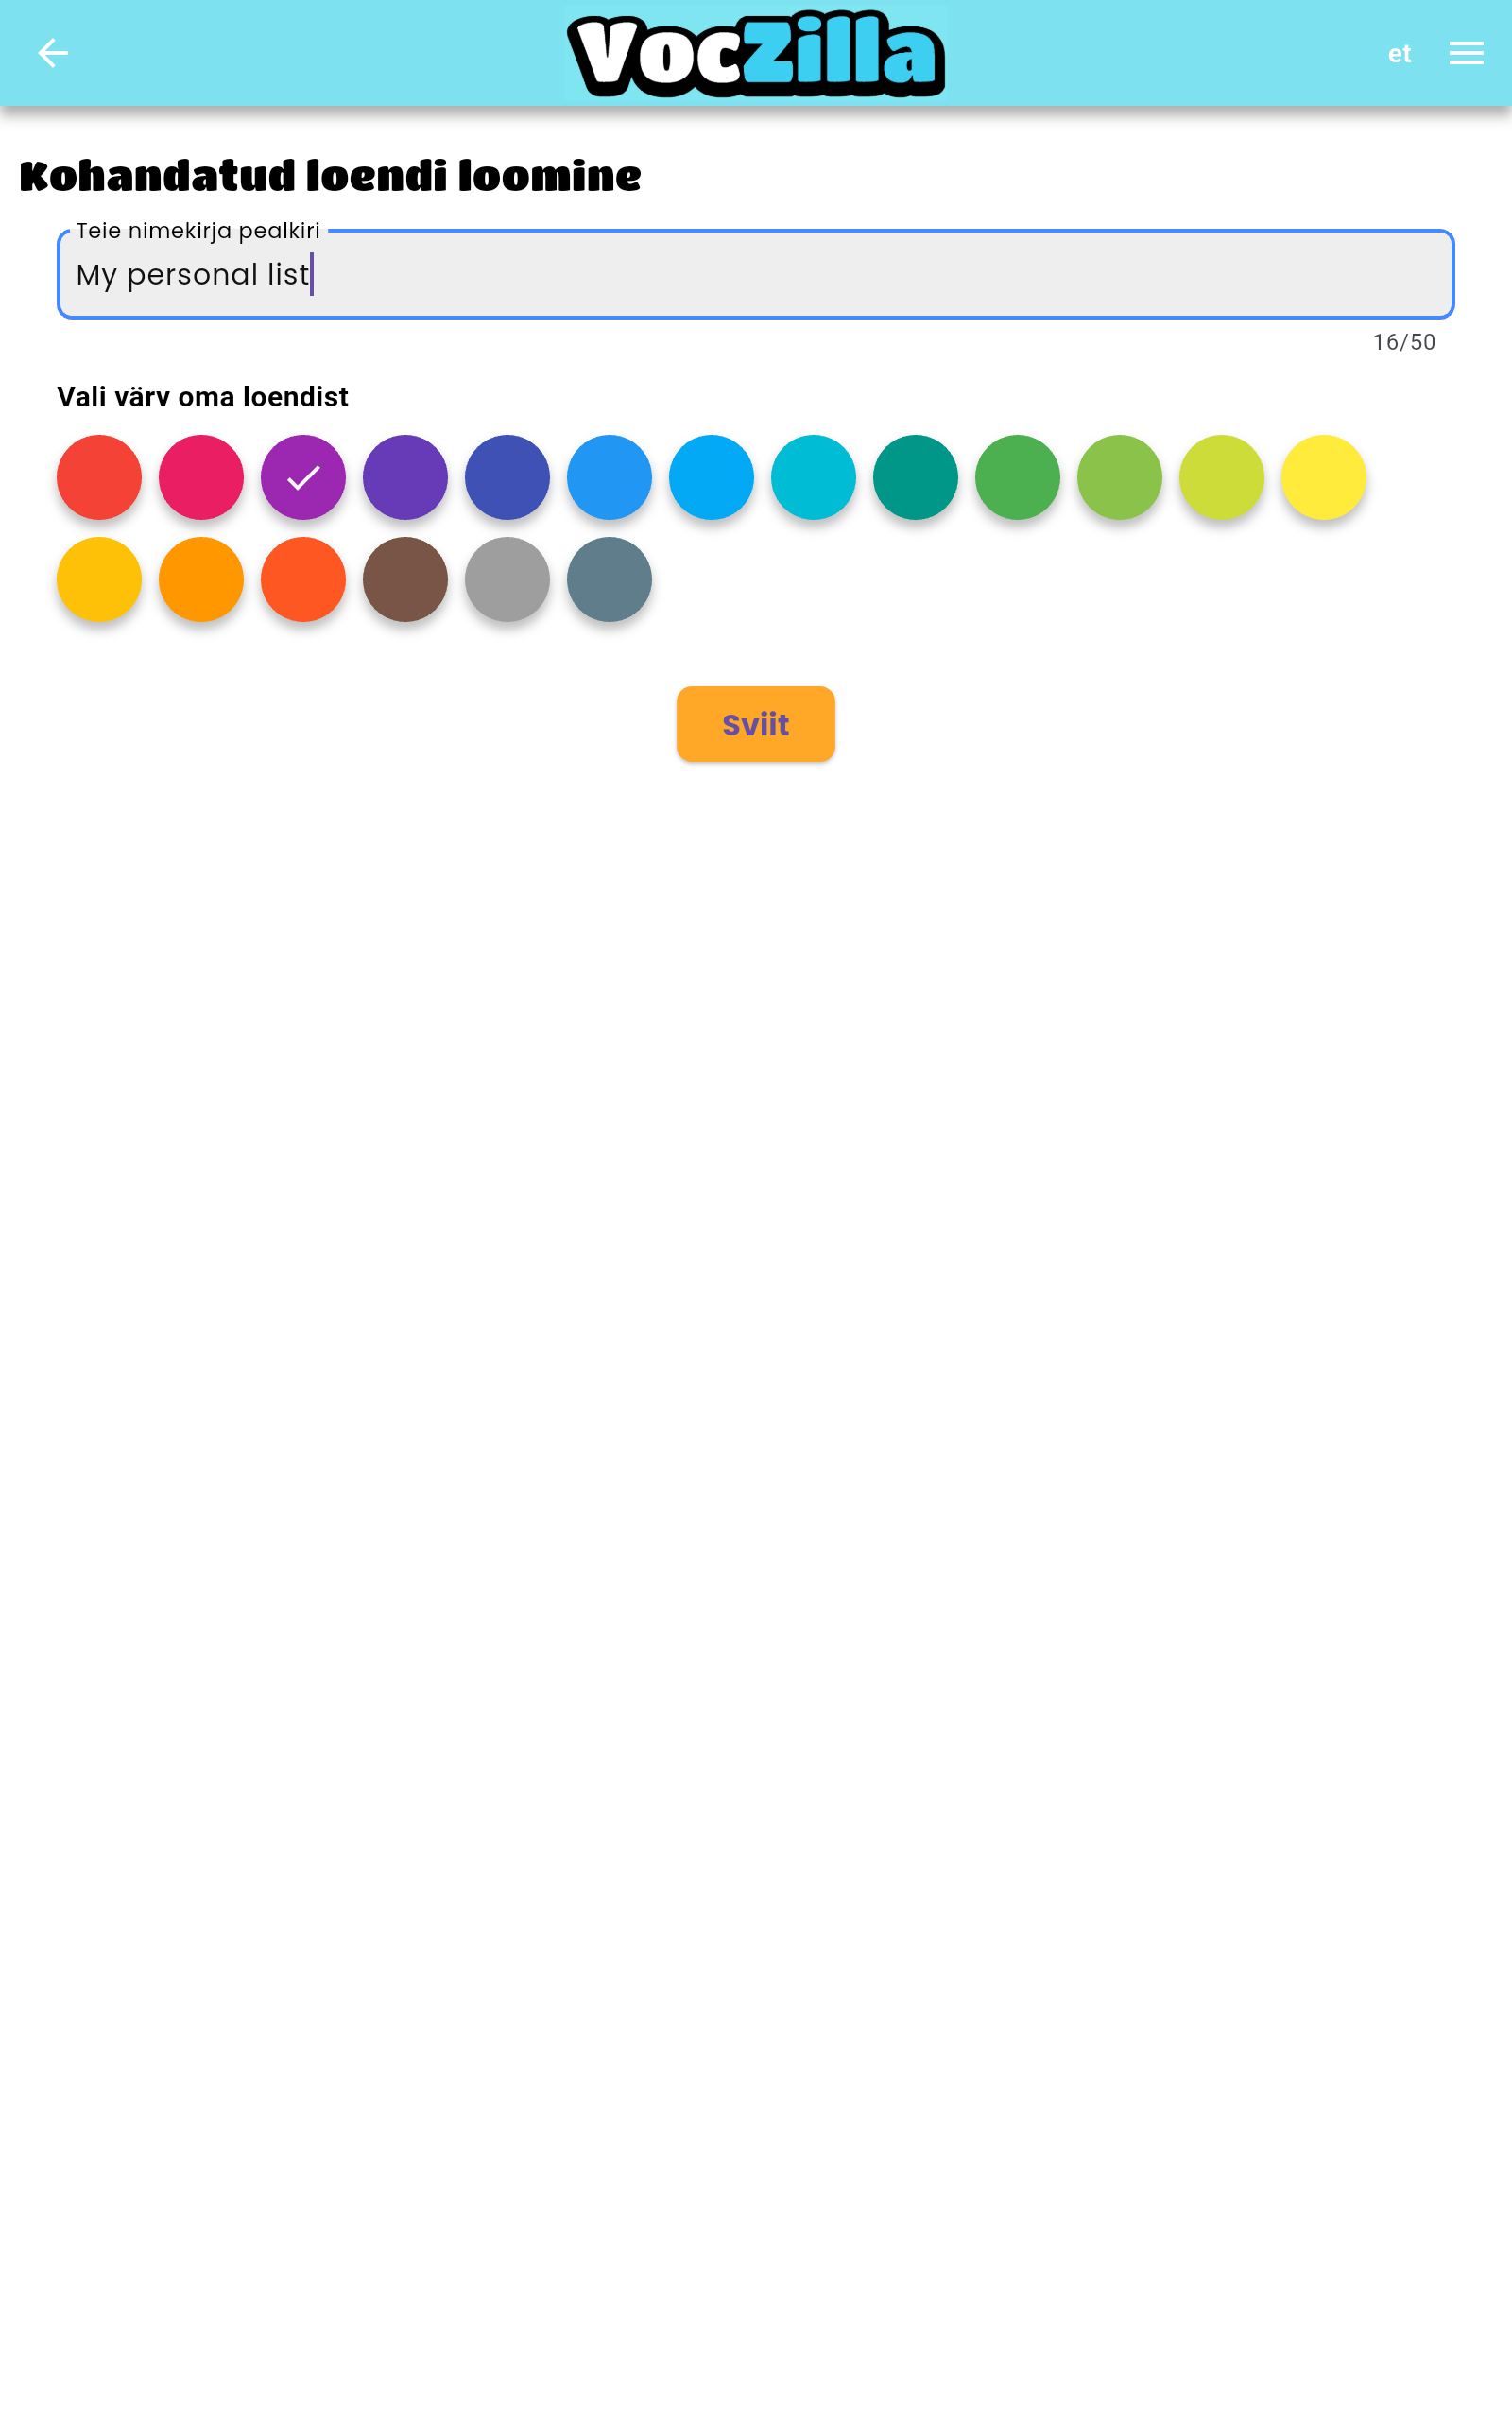 VocZilla
et
Kohandatud loendi loomine
Teie nimekirja pealkiri
My personal list
16/50
Vali värv oma loendist
Sviit